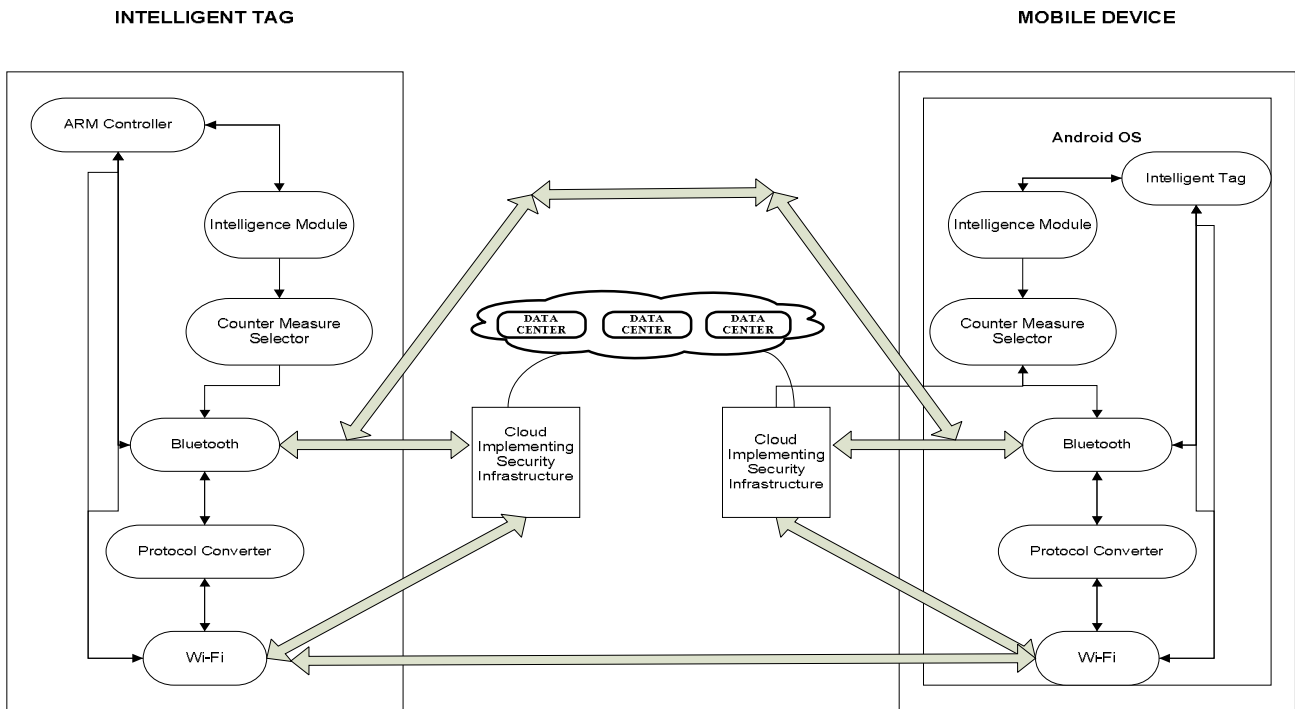 INTELLIGENT TAG
MOBILE DEVICE
ARM Controller
Intelligence Module
Counter Measure
Selector
Bluetooth
Protocol Converter
Wi-Fi
DATA
CENTER
DATA
CENTER
DATA
CENTER
Cloud
Implementing
Security
Infrastructure
Cloud
Implementing
Security
Infrastructure
Android OS
Intelligent Tag
Intelligence Module
Counter Measure
Selector
Bluetooth
Protocol Converter
Wi-Fi